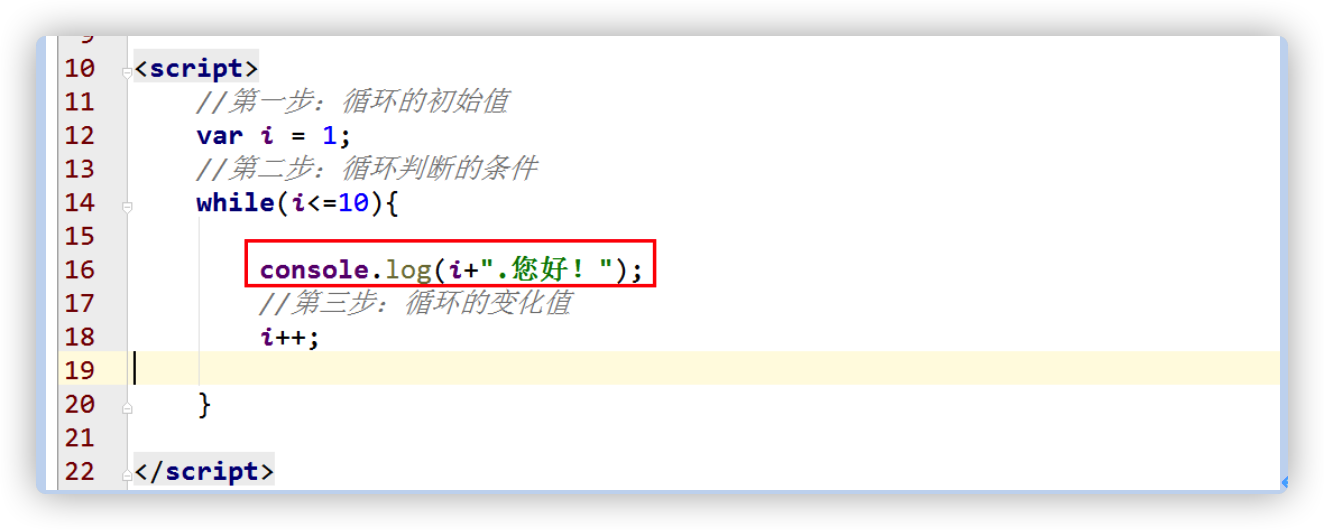 9
10 <script>
11 //第一步：循环的初始值
12 var i = 1;
13 //第二步：循环判断的条件
14 while(i<=10){
15
16 console.log(i+".您好！");
17 //第三步：循环的变化值
18 i++;
19
20 }
21
22 </script>